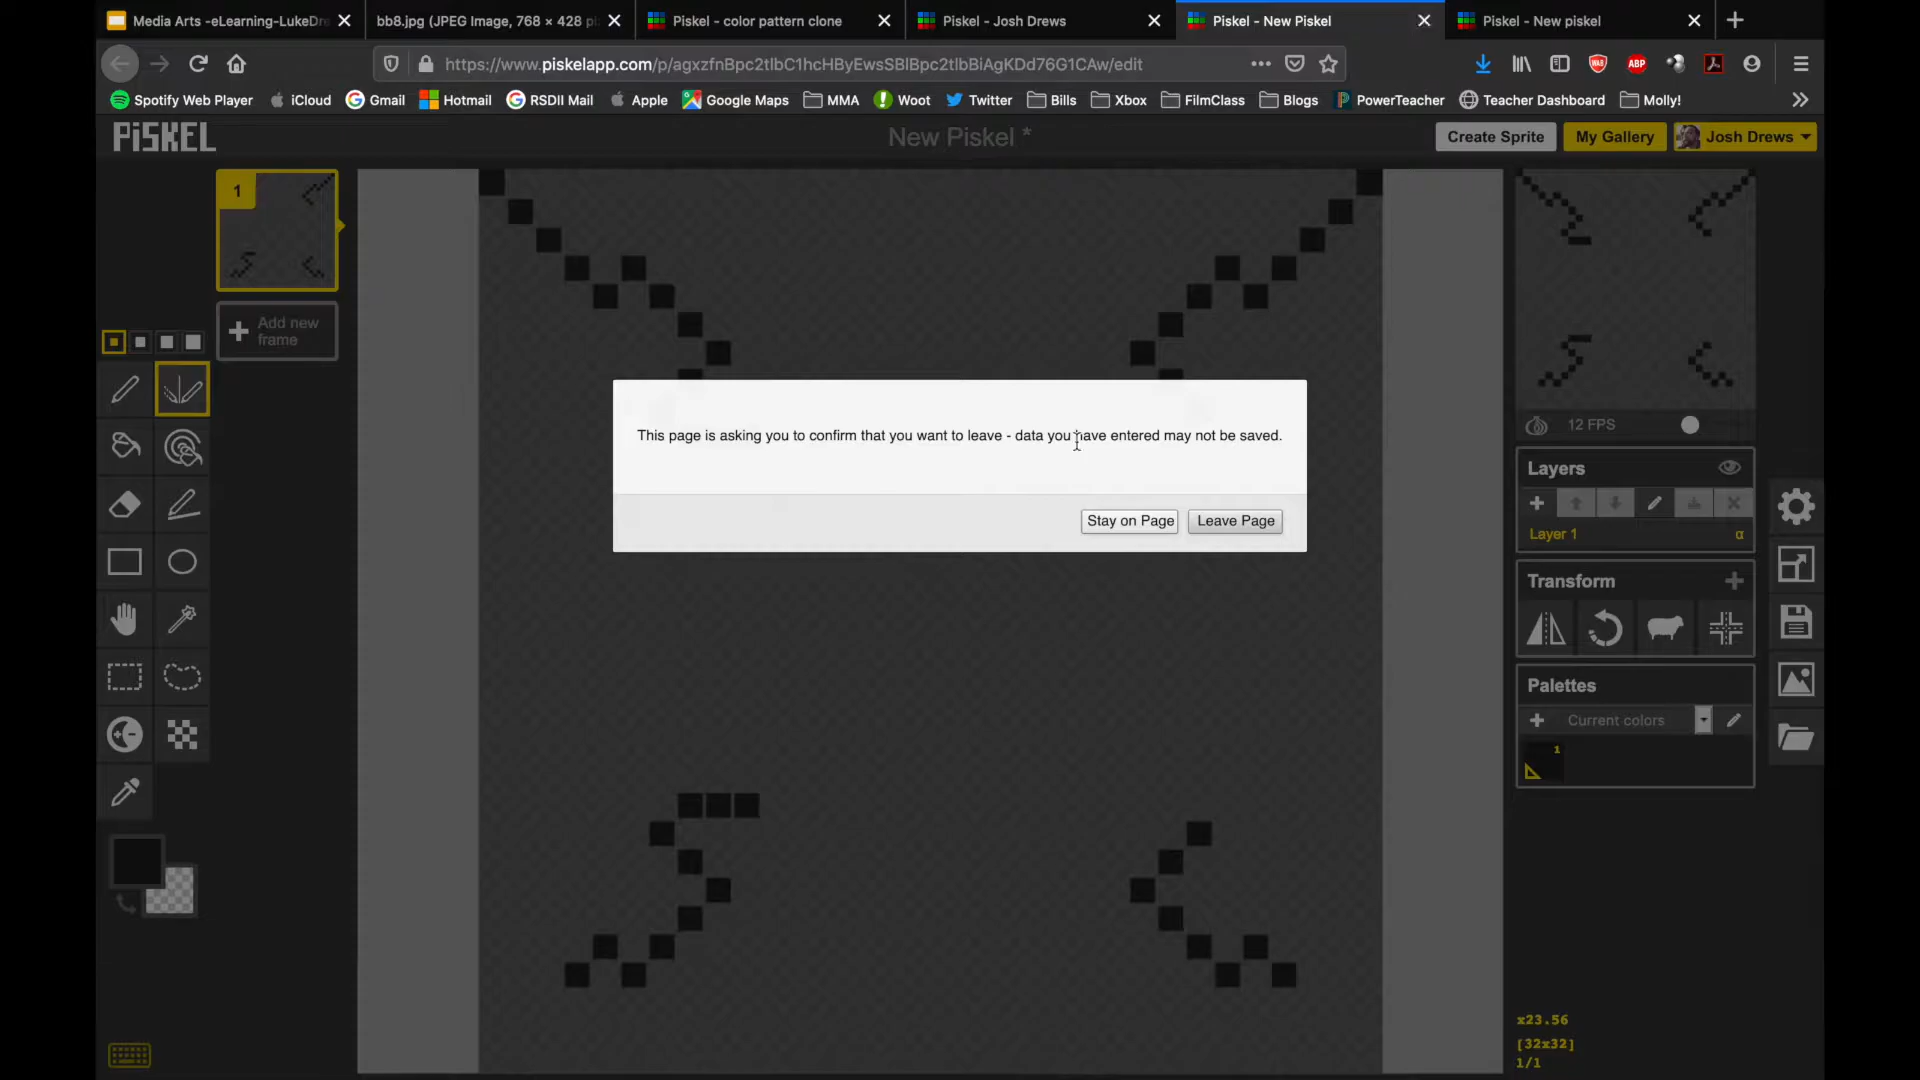 Media Arts -eLearning-LukeDre
bb8.jpg (JPEG Image, 768 × 428 pi
Piskel - color pattern clone
Piskel - Josh Drews
Piskel - New Piskel
Piskel - New piskel
https://www.piskelapp.com/p/agxzfnBpc2tlbC1hcHByEwsSBlBpc2tlbBiAgKDd76G1CAw/edit
ABP
Spotify Web Player
iCloud
Gmail
Hotmail
RSDII Mail
Apple
Google Maps
MMA
Woot
Twitter
Bills
Xbox
FilmClass
Blogs
PowerTeacher
Teacher Dashboard
Molly!
PiSKEL
New Piskel *
Create Sprite
My Gallery
Josh Drews
1
Add new
frame
This page is asking you to confirm that you want to leave - data you have entered may not be saved.
Stay on Page
Leave Page
12 FPS
Layers
Layer 1
α
Transform
Palettes
Current colors
1
x23.56
[32x32]
1/1